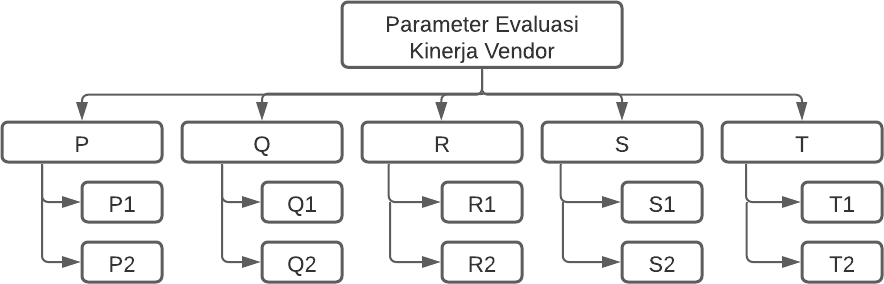 Parameter Evaluasi
Kinerja Vendor
P
Q
R
S
T
P1
Q1
R1
S1
T1
P2
Q2
R2
S2
T2